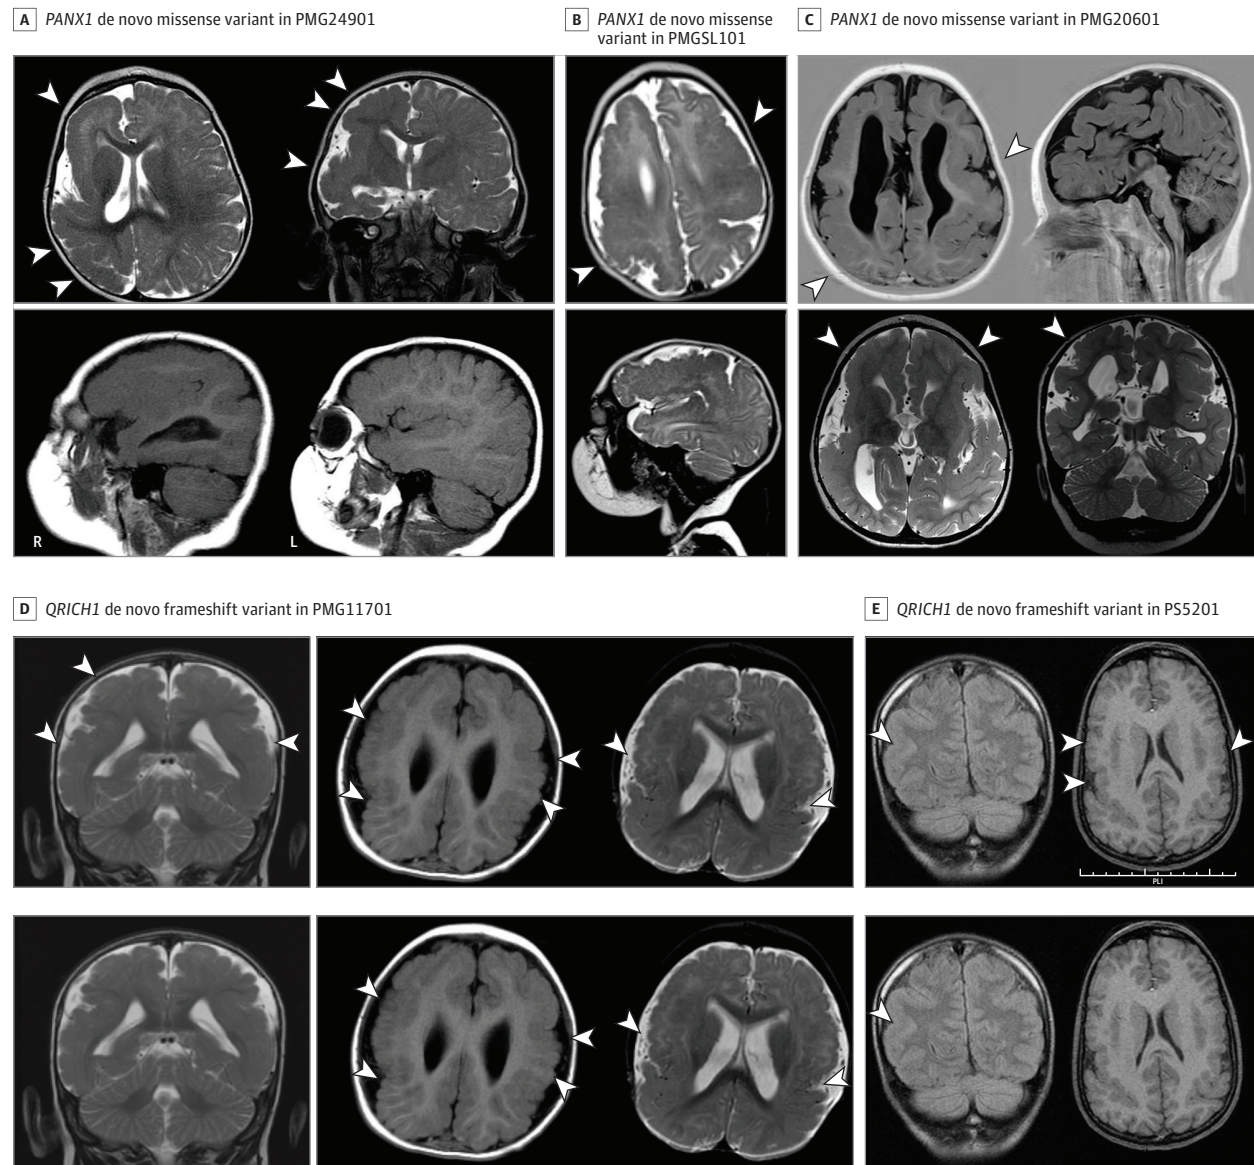 A PANX1 de novo missense variant in PMG24901
B PANX1 de novo missense
variant in PMGSL101
C PANX1 de novo missense variant in PMG20601
R
L
D QRICH1 de novo frameshift variant in PMG11701
E QRICH1 de novo frameshift variant in PS5201
PLI